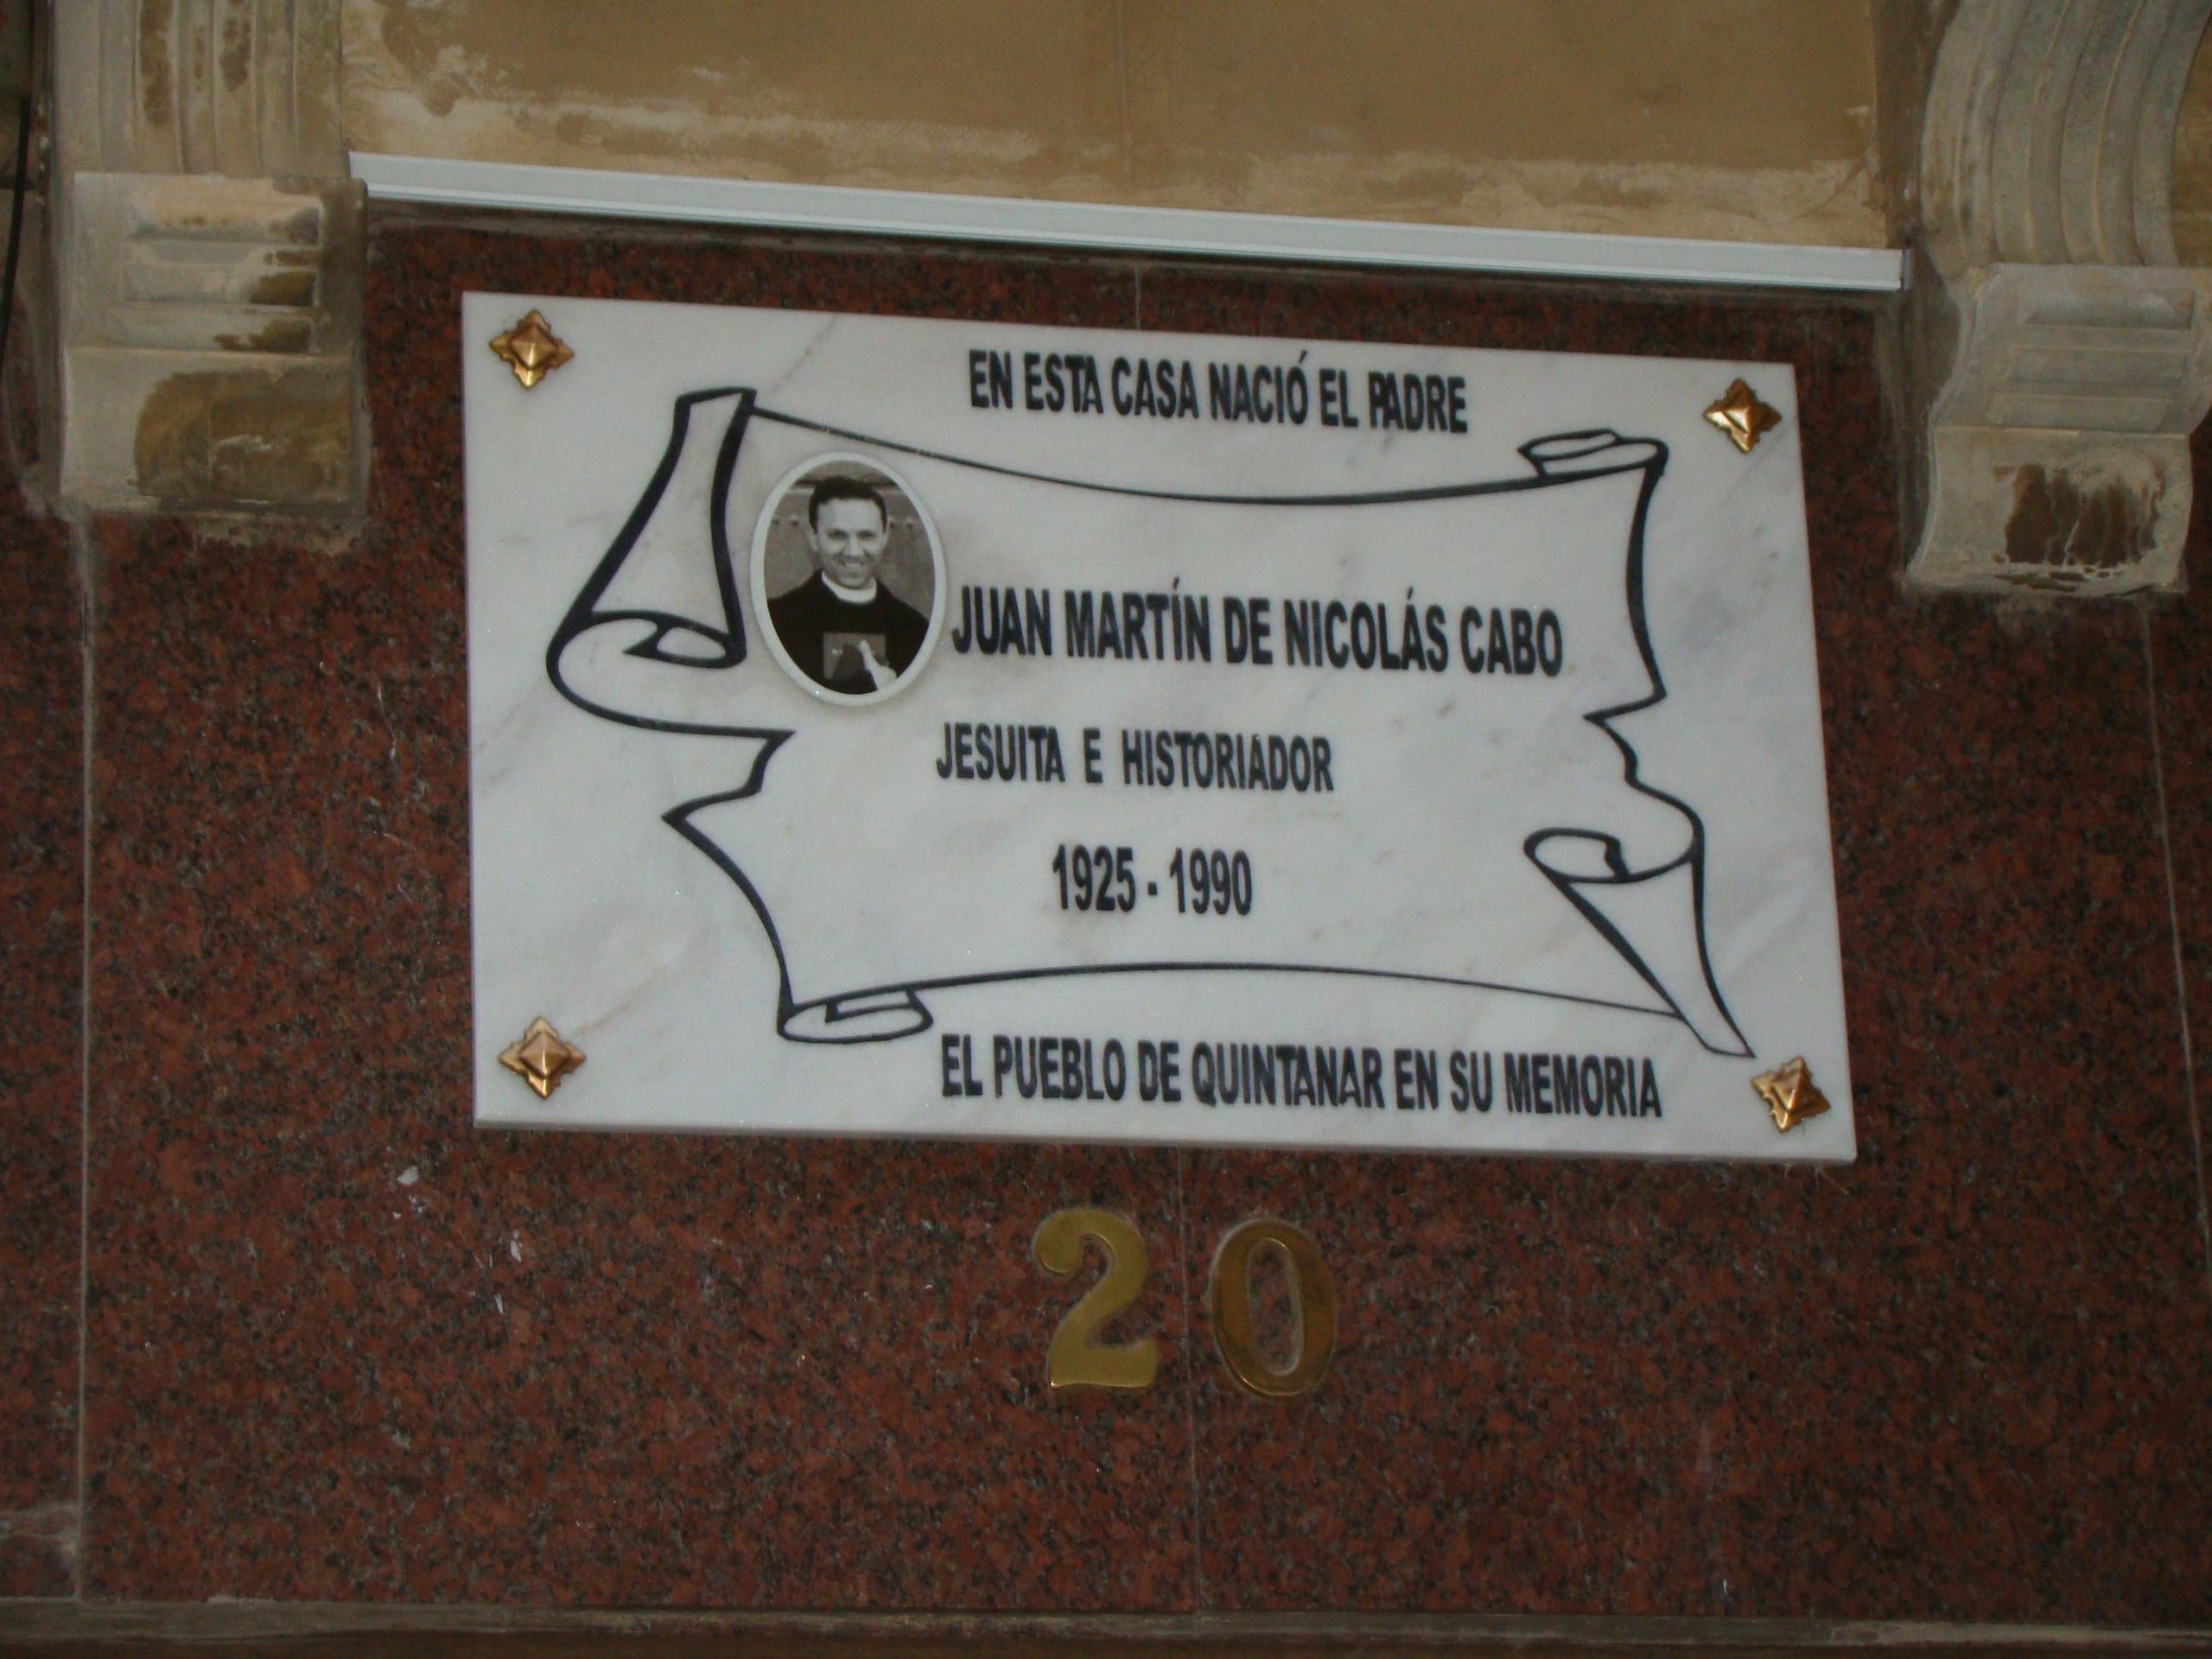 EN ESTA CASA NACIÓ EL PADRE
JUAN MARTÍN DE NICOLÁS CABO
JESUITA E HISTORIADOR
1925 - 1990
EL PUEBLO DE QUINTANAR EN SU MEMORIA
20